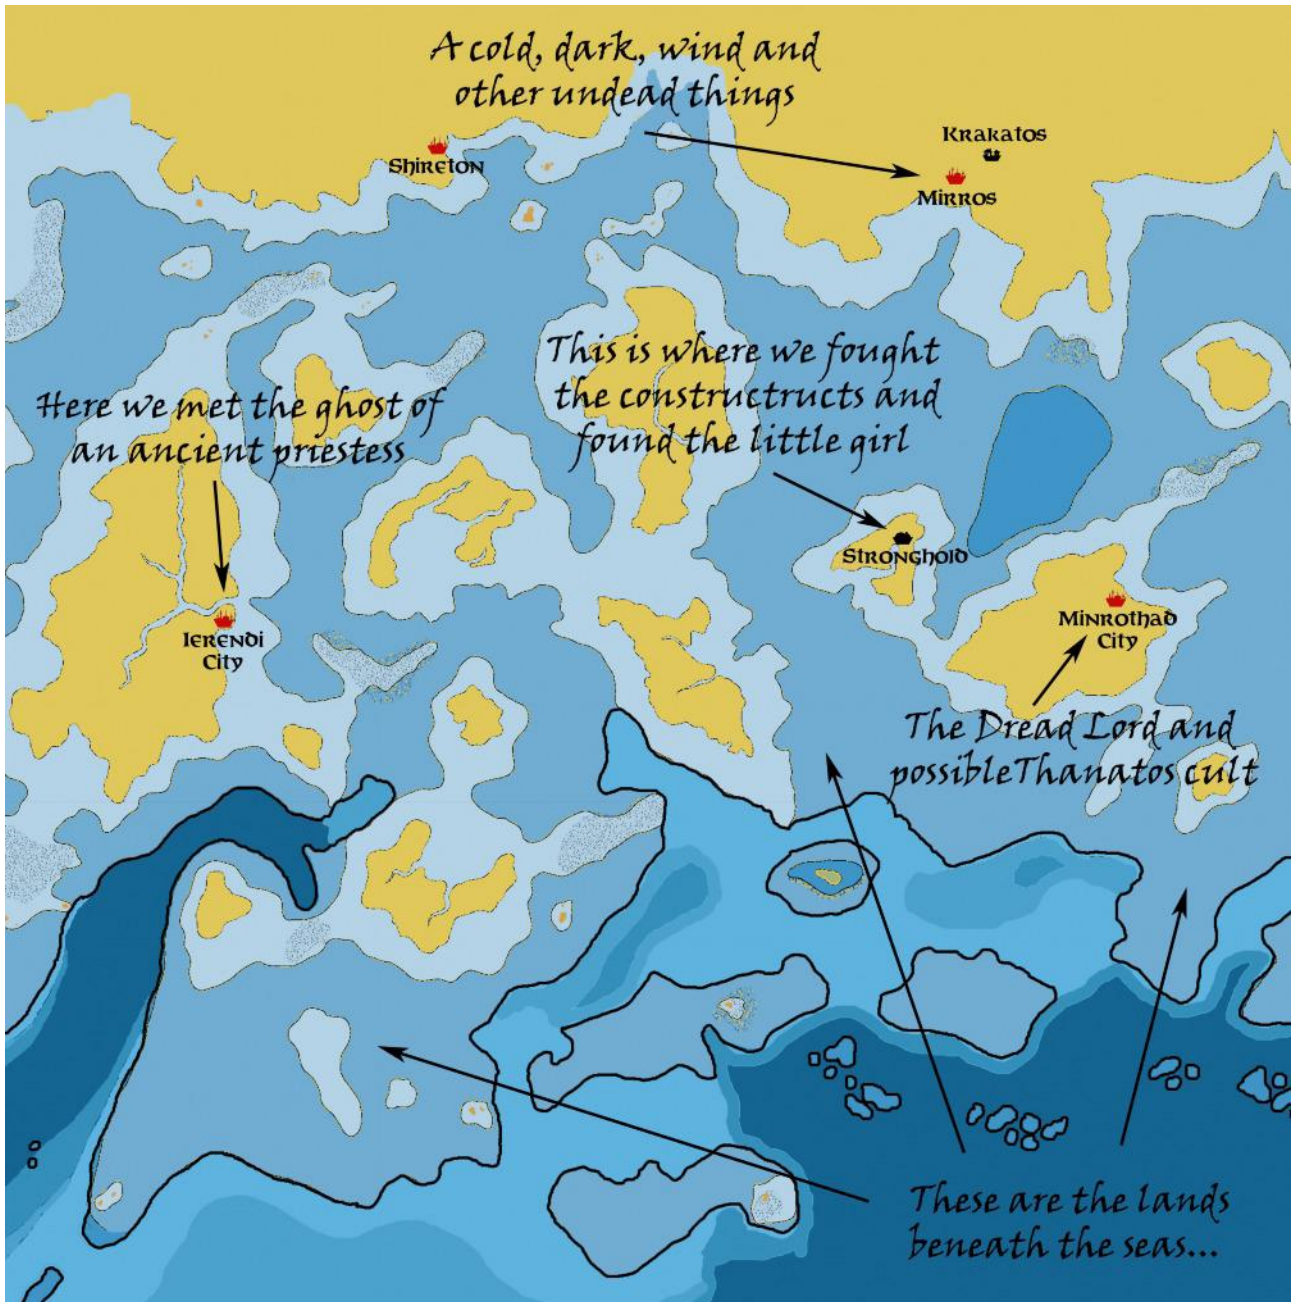 A cold, dark, wind and
other undead things
Krakatos
Shireton
Mirros
This is where we fought
the constructructs and
found the little girl
Here we met the ghost of
an ancient priestess
Stronghold
Ierendi
City
Minrothad
City
The Dread Lord and
possible Thanatos cult
These are the lands
beneath the seas...